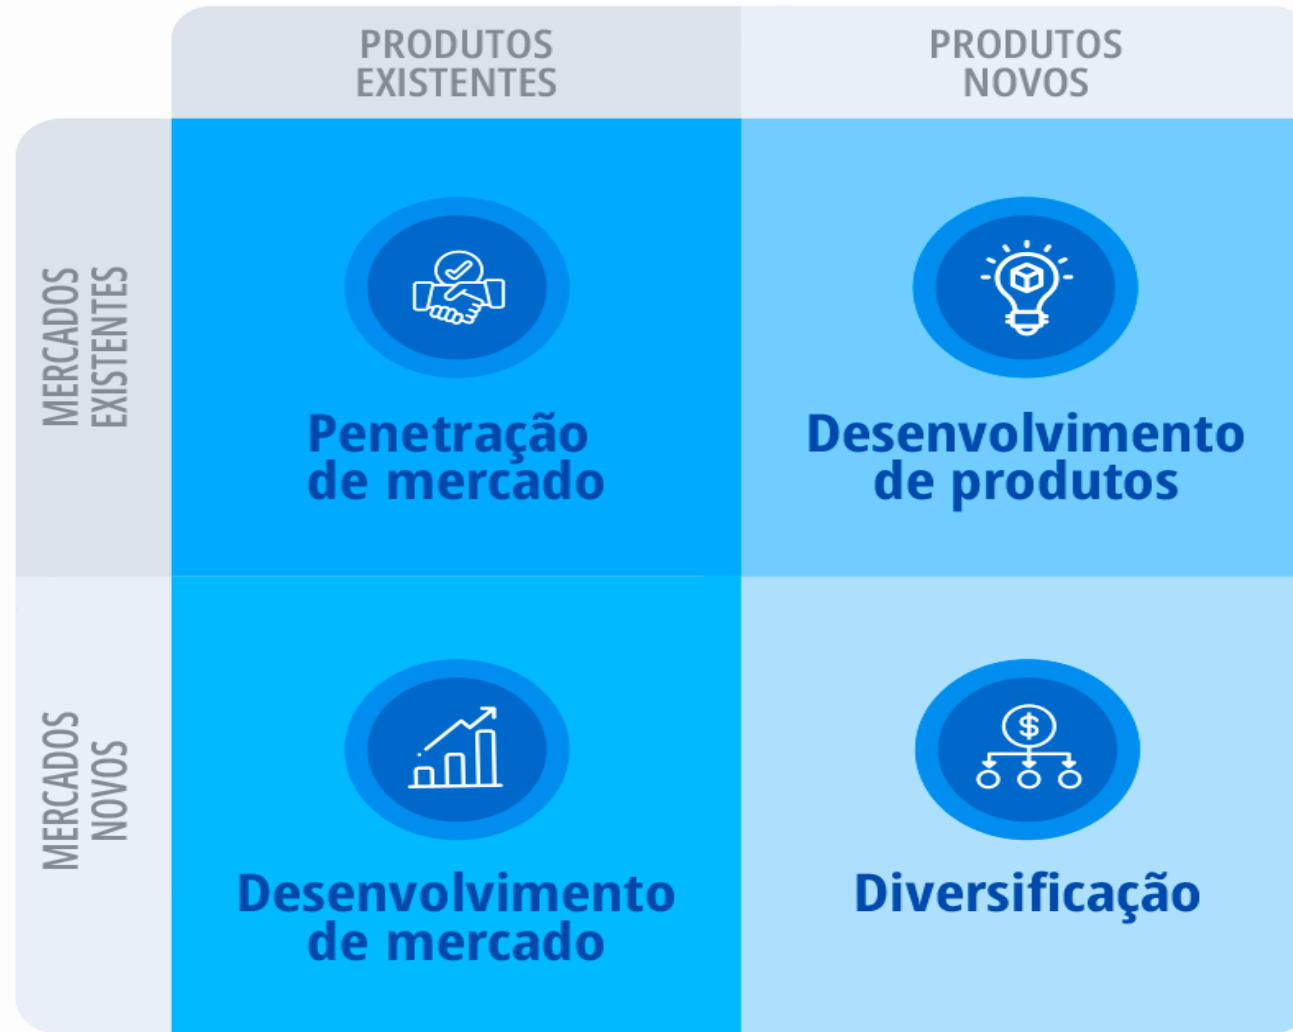 PRODUTOS
EXISTENTES
PRODUTOS
NOVOS
MERCADOS
EXISTENTES
Penetração
de mercado
Desenvolvimento
de produtos
MERCADOS
NOVOS
$
Desenvolvimento
de mercado
Diversificação